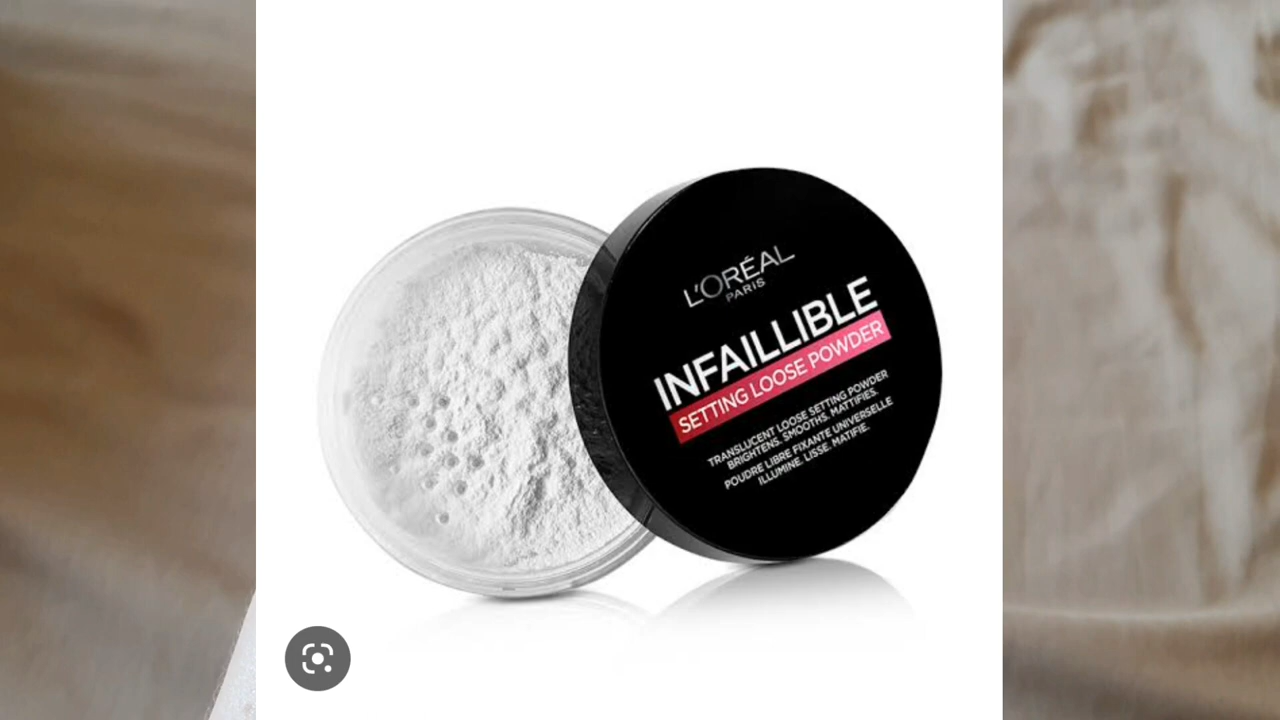 L'ORÉAL
PARIS
INFAILLIBLE
SETTING LOOSE POWDER
TRANSLUCENT LOOSE SETTING POWDER
BRIGHTENS. SMOOTHS. MATTIFIES.
POUDRE LIBRE FIXANTE UNIVERSELLE
ILLUMINE. LISSE. MATIFIE.